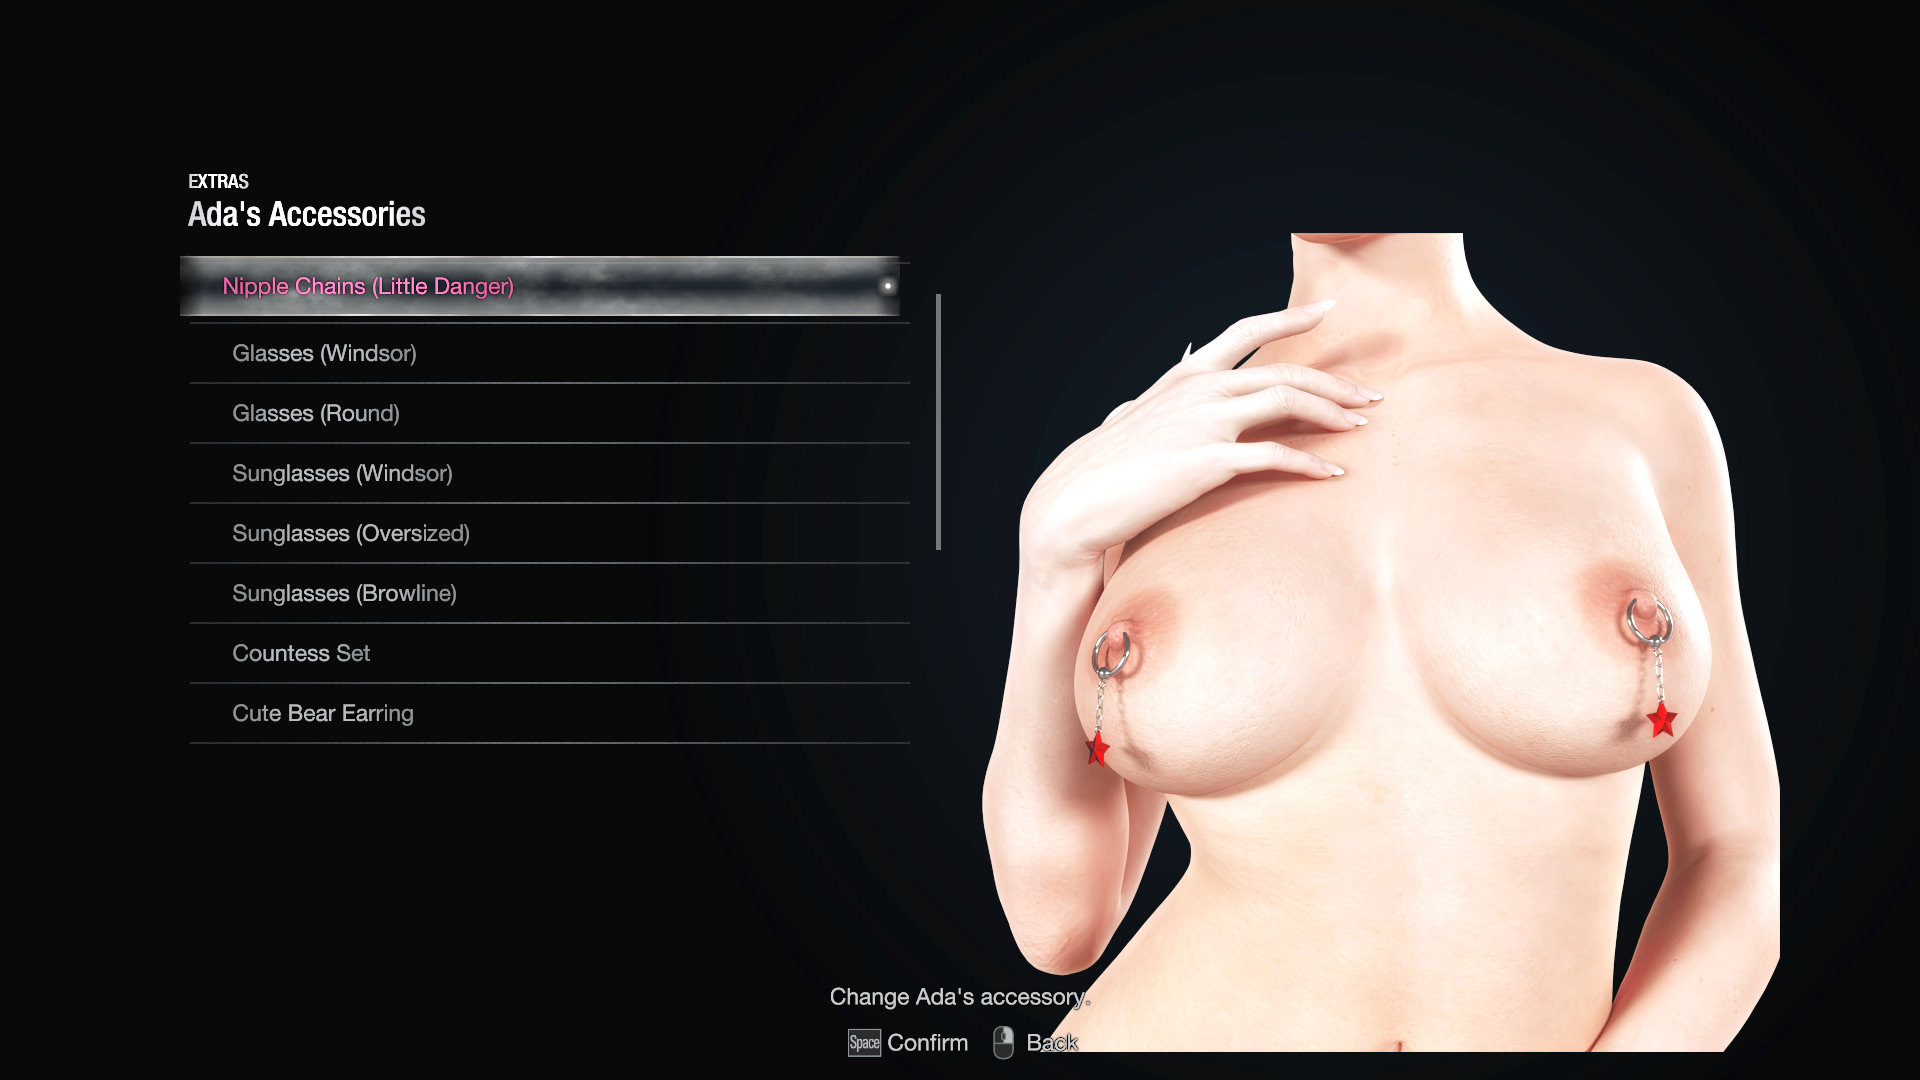 EXTRAS
Ada's Accessories
Nipple Chains (Little Danger)
Glasses (Windsor)
Glasses (Round)
Sunglasses (Windsor)
Sunglasses (Oversized)
Sunglasses (Browline)
Countess Set
Cute Bear Earring
Change Ada's accessory.
Space Confirm Back